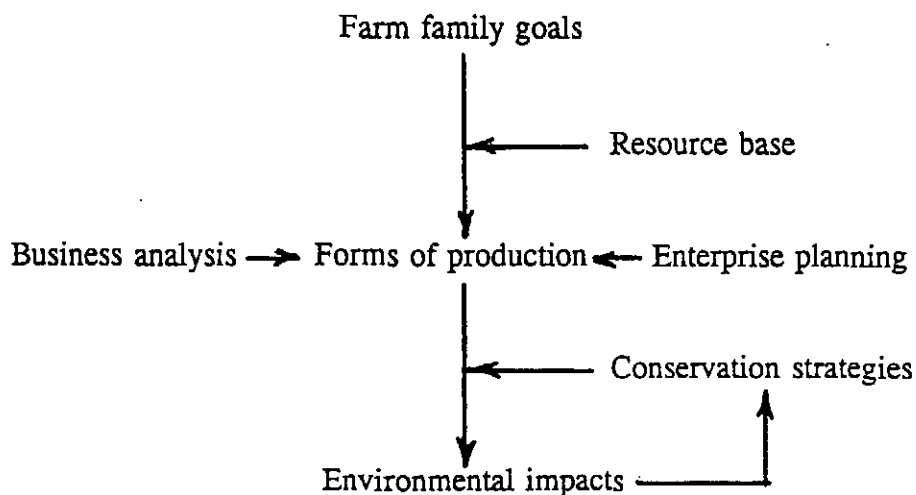 Farm family goals
Resource base
Business analysis
Forms of production
Enterprise planning
Conservation strategies
Environmental impacts